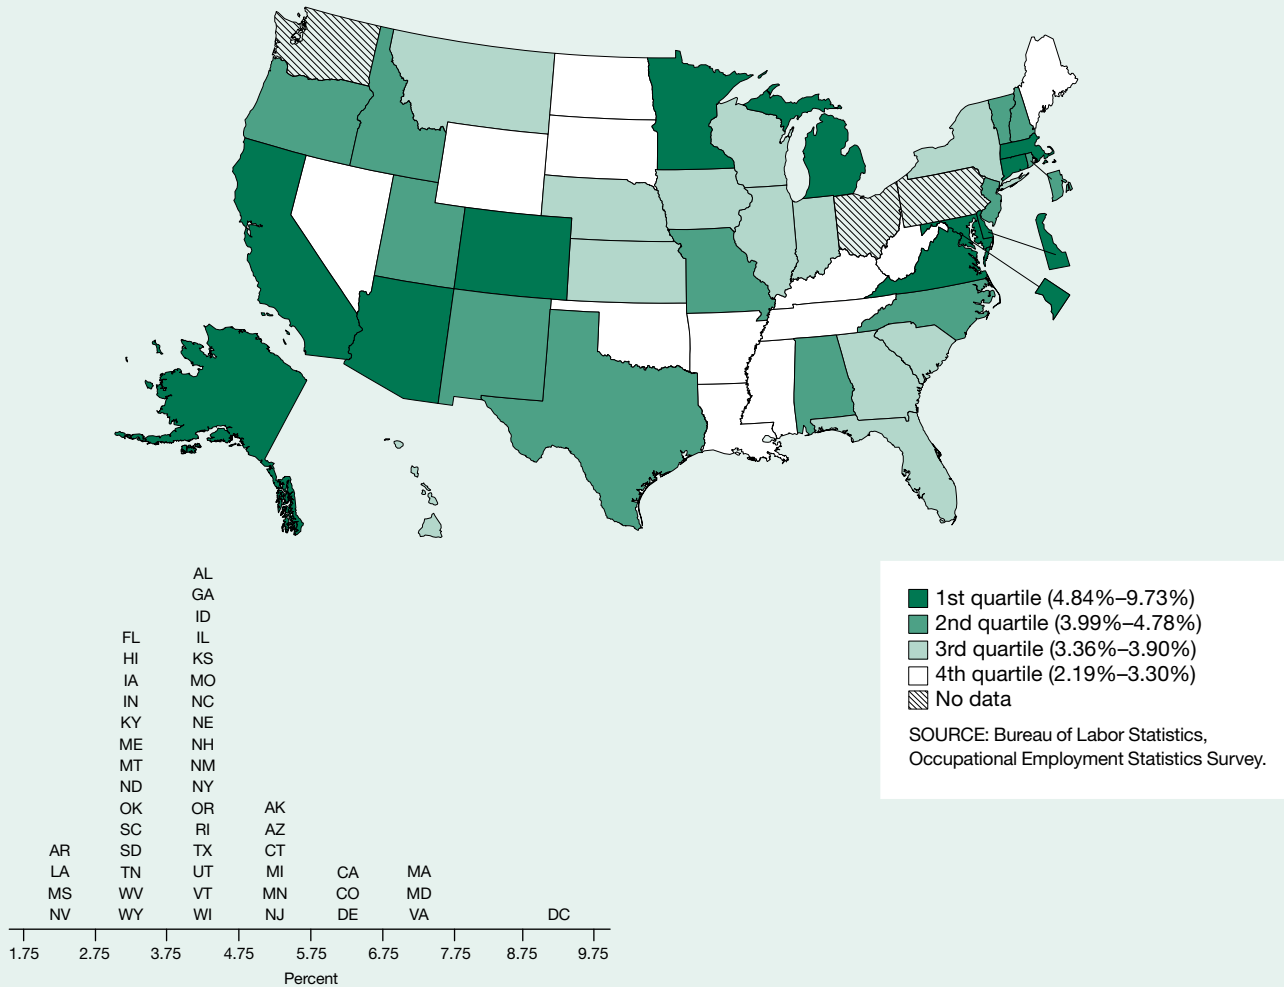 1st quartile (4.84%–9.73%)
2nd quartile (3.99%–4.78%)
3rd quartile (3.36%–3.90%)
4th quartile (2.19%–3.30%)
No data
SOURCE: Bureau of Labor Statistics,
Occupational Employment Statistics Survey.
AL
GA
ID
FL IL
HI KS
IA MO
IN NC
KY NE
ME NH
MT NM
ND NY
OK OR AK
SC RI AZ
AR SD TX CT
LA TN UT MI CA MA
MS WV VT MN CO MD
NV WY WI NJ DE VA DC
1.75 2.75 3.75 4.75 5.75 6.75 7.75 8.75 9.75
Percent